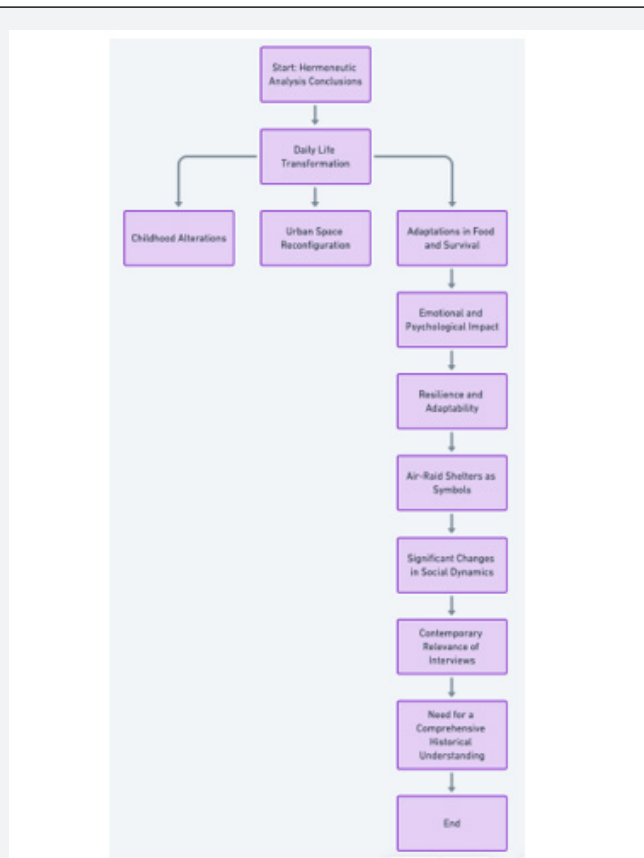 Start: Hermeneutic
Analysis Conclusions
Daily Life
Transformation
Childhood Alterations
Urban Space
Reconfiguration
Adaptations in Food
and Survival
Emotional and
Psychological Impact
Resilience and
Adaptability
Air-Raid Shelters as
Symbols
Significant Changes
in Social Dynamics
Contemporary
Relevance of
Interviews
Need for a
Comprehensive
Historical
Understanding
End